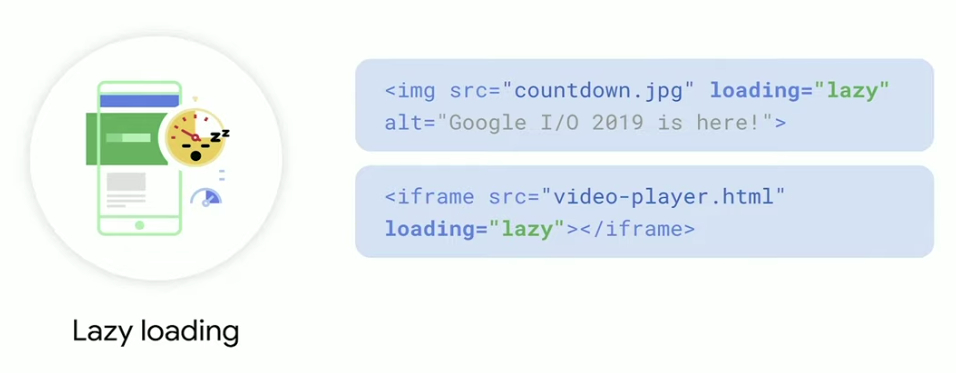 <img src="countdown.jpg" loading="lazy"
alt="Google I/O 2019 is here!">
<iframe src="video-player.html"
loading="lazy"></iframe>
zzz
Lazy loading